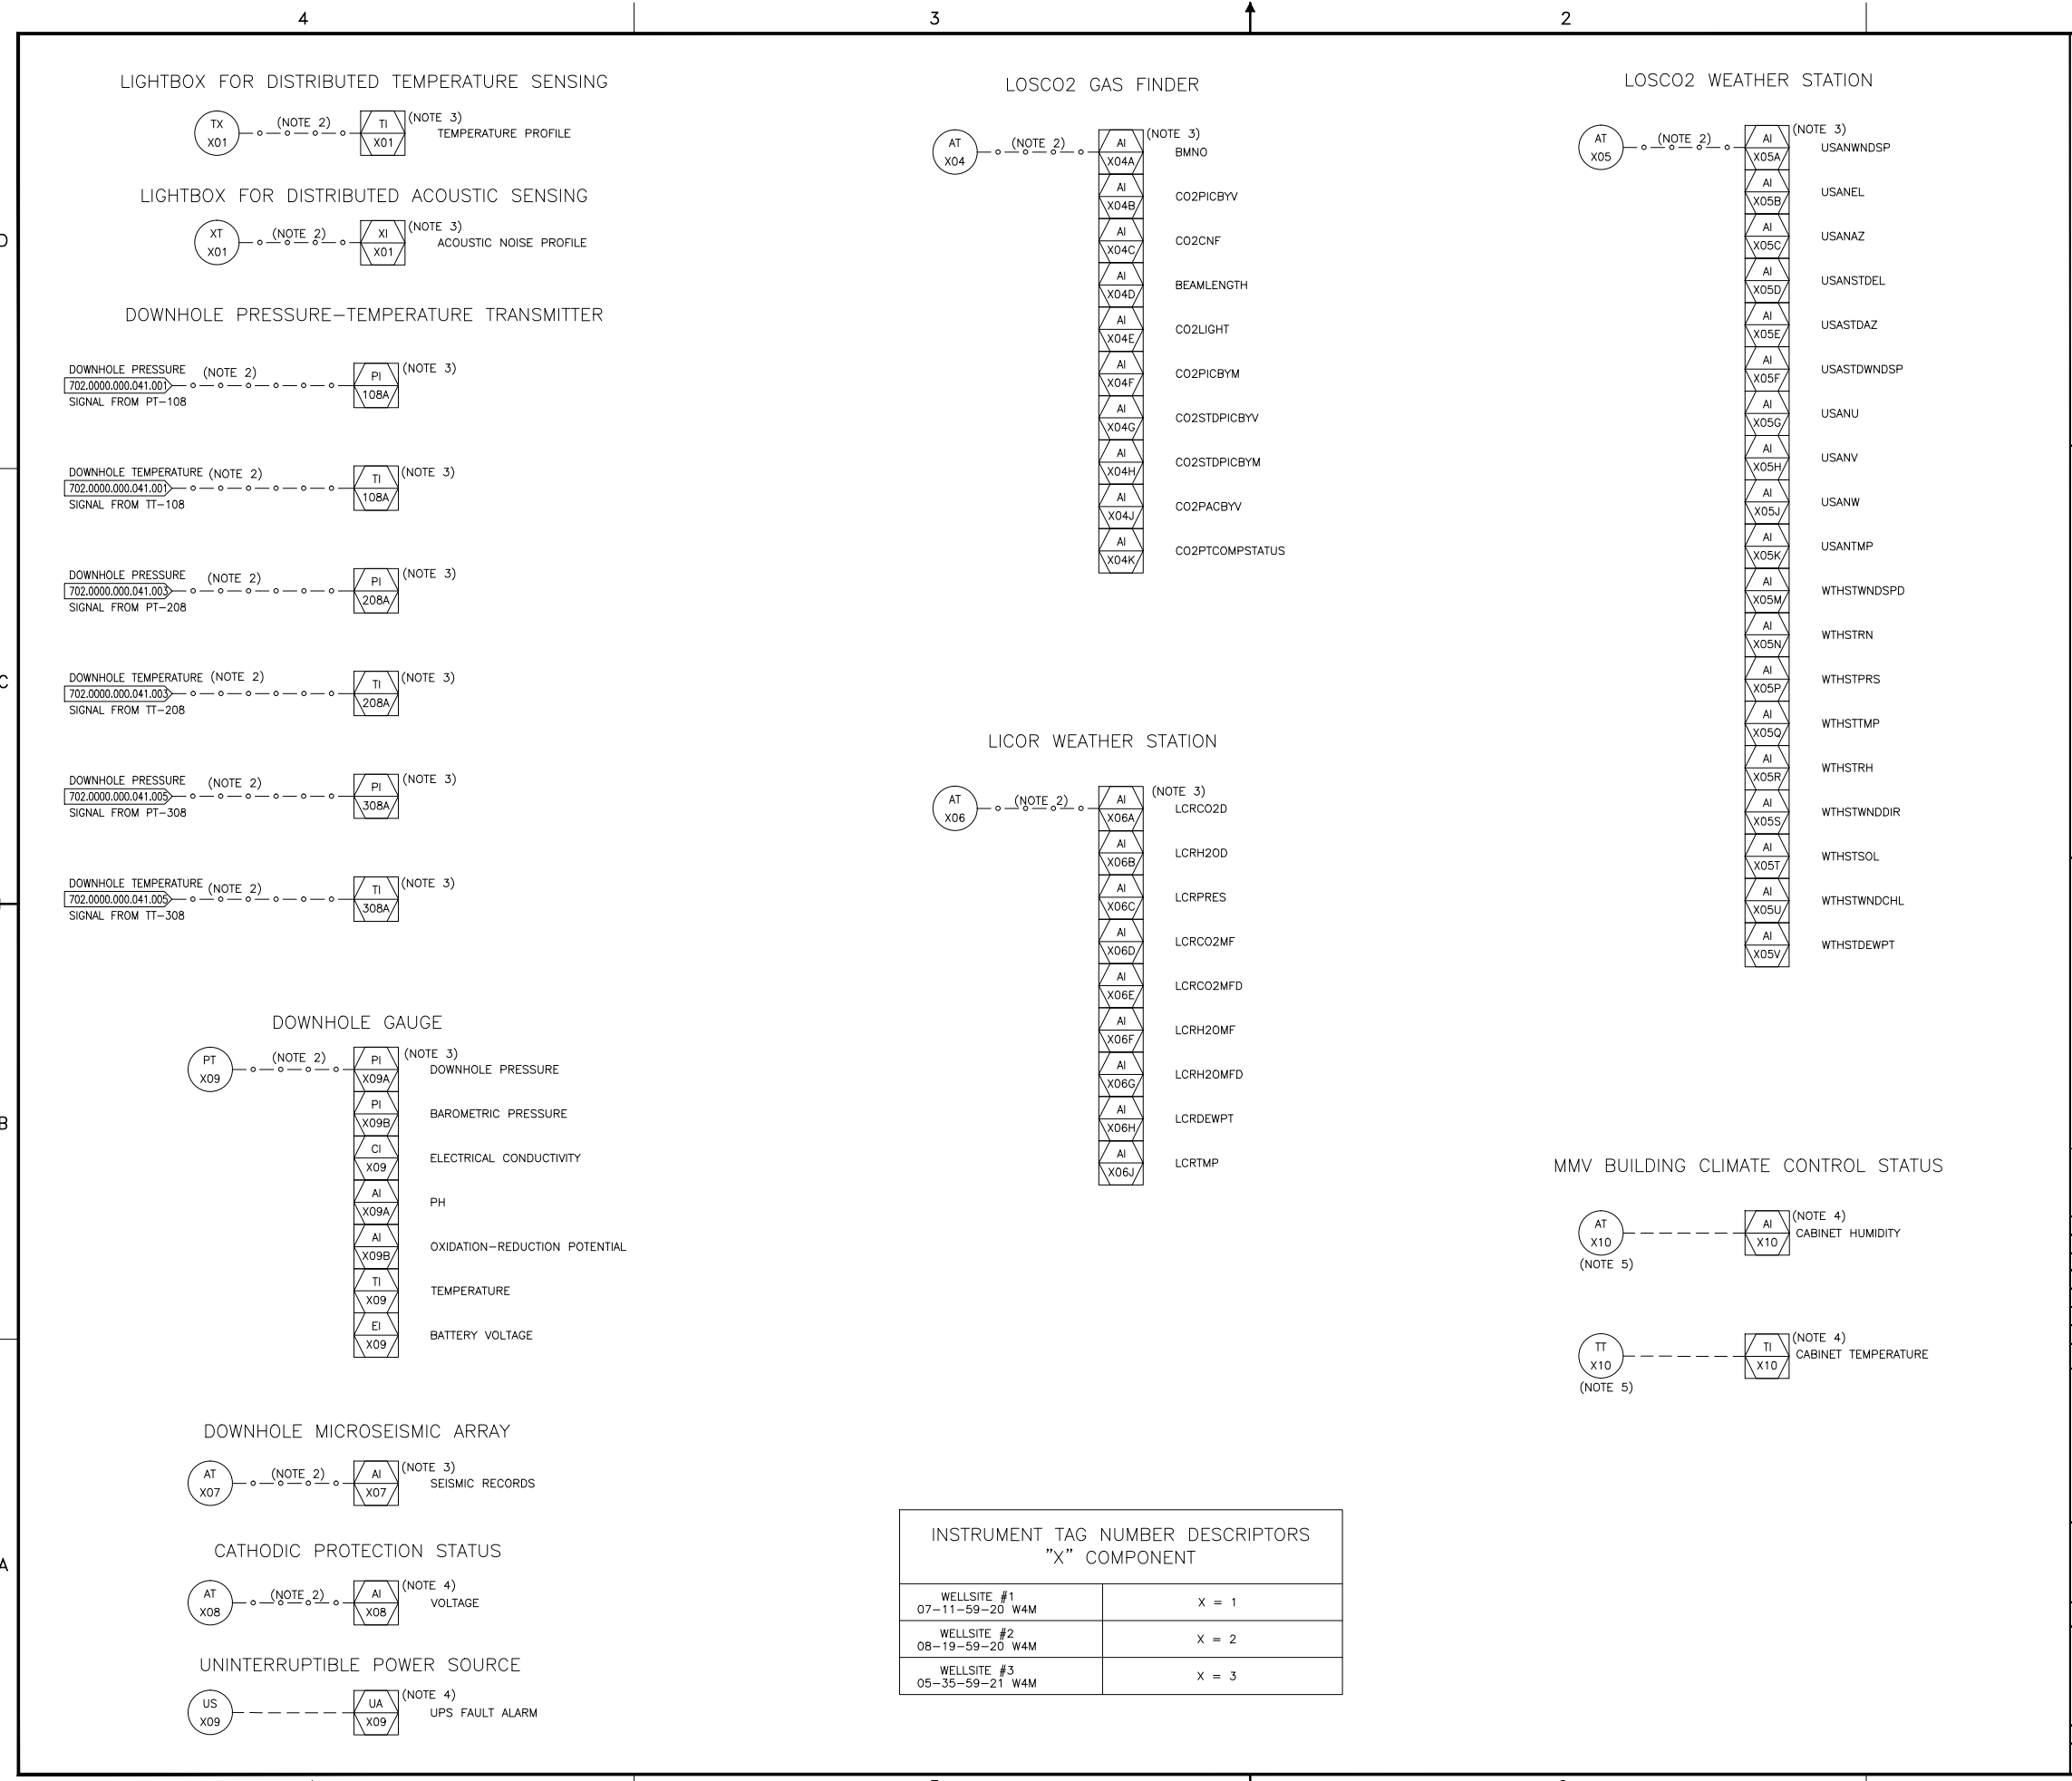 4
3
2
D
C
B
A
LIGHTBOX FOR DISTRIBUTED TEMPERATURE SENSING
TX
X01
(NOTE 2)
TI
X01
(NOTE 3)
TEMPERATURE PROFILE
LIGHTBOX FOR DISTRIBUTED ACOUSTIC SENSING
XT
X01
(NOTE 2)
XI
X01
(NOTE 3)
ACOUSTIC NOISE PROFILE
DOWNHOLE PRESSURE-TEMPERATURE TRANSMITTER
DOWNHOLE PRESSURE (NOTE 2)
702.0000.000.041.001
SIGNAL FROM PT-108
PI
108A
(NOTE 3)
DOWNHOLE TEMPERATURE (NOTE 2)
702.0000.000.041.001
SIGNAL FROM TT-108
TI
108A
(NOTE 3)
DOWNHOLE PRESSURE (NOTE 2)
702.0000.000.041.003
SIGNAL FROM PT-208
PI
208A
(NOTE 3)
DOWNHOLE TEMPERATURE (NOTE 2)
702.0000.000.041.003
SIGNAL FROM TT-208
TI
208A
(NOTE 3)
DOWNHOLE PRESSURE (NOTE 2)
702.0000.000.041.005
SIGNAL FROM PT-308
PI
308A
(NOTE 3)
DOWNHOLE TEMPERATURE (NOTE 2)
702.0000.000.041.005
SIGNAL FROM TT-308
TI
308A
(NOTE 3)
DOWNHOLE GAUGE
PT
X09
(NOTE 2)
PI
X09A
(NOTE 3)
DOWNHOLE PRESSURE
PI
X09B
BAROMETRIC PRESSURE
CI
X09
ELECTRICAL CONDUCTIVITY
AI
X09A
PH
AI
X09B
OXIDATION-REDUCTION POTENTIAL
TI
X09
TEMPERATURE
EI
X09
BATTERY VOLTAGE
DOWNHOLE MICROSEISMIC ARRAY
AT
X07
(NOTE 2)
AI
X07
(NOTE 3)
SEISMIC RECORDS
CATHODIC PROTECTION STATUS
AT
X08
(NOTE 2)
AI
X08
(NOTE 4)
VOLTAGE
UNINTERRUPTIBLE POWER SOURCE
US
X09
UA
X09
(NOTE 4)
UPS FAULT ALARM
LOSCO2 GAS FINDER
AT
X04
(NOTE 2)
AI
X04A
(NOTE 3)
BMNO
AI
X04B
CO2PICBYV
AI
X04C
CO2CNF
AI
X04D
BEAMLENGTH
AI
X04E
CO2LIGHT
AI
X04F
CO2PICBYM
AI
X04G
CO2STDPICBYV
AI
X04H
CO2STDPICBYM
AI
X04J
CO2PACBYV
AI
X04K
CO2PTCOMPSTATUS
LICOR WEATHER STATION
AT
X06
(NOTE 2)
AI
X06A
(NOTE 3)
LCRCO2D
AI
X06B
LCRH2OD
AI
X06C
LCRPRES
AI
X06D
LCRCO2MF
AI
X06E
LCRCO2MFD
AI
X06F
LCRH2OMF
AI
X06G
LCRH2OMFD
AI
X06H
LCRDEWPT
AI
X06J
LCRTMP
INSTRUMENT TAG NUMBER DESCRIPTORS
"X" COMPONENT
WELLSITE #1
07-11-59-20 W4M
X = 1
WELLSITE #2
08-19-59-20 W4M
X = 2
WELLSITE #3
05-35-59-21 W4M
X = 3
LOSCO2 WEATHER STATION
AT
X05
(NOTE 2)
AI
X05A
(NOTE 3)
USANWNDSP
AI
X05B
USANEL
AI
X05C
USANAZ
AI
X05D
USANSTDEL
AI
X05E
USASTDAZ
AI
X05F
USASTDWNDSP
AI
X05G
USANU
AI
X05H
USANV
AI
X05J
USANW
AI
X05K
USANTMP
AI
X05M
WTHSTWNDSPD
AI
X05N
WTHSTRN
AI
X05P
WTHSTPRS
AI
X05Q
WTHSTTMP
AI
X05R
WTHSTRH
AI
X05S
WTHSTWNDDIR
AI
X05T
WTHSTSOL
AI
X05U
WTHSTWNDCHL
AI
X05V
WTHSTDEWPT
MMV BUILDING CLIMATE CONTROL STATUS
AT
X10
(NOTE 5)
AI
X10
(NOTE 4)
CABINET HUMIDITY
TT
X10
(NOTE 5)
TI
X10
(NOTE 4)
CABINET TEMPERATURE